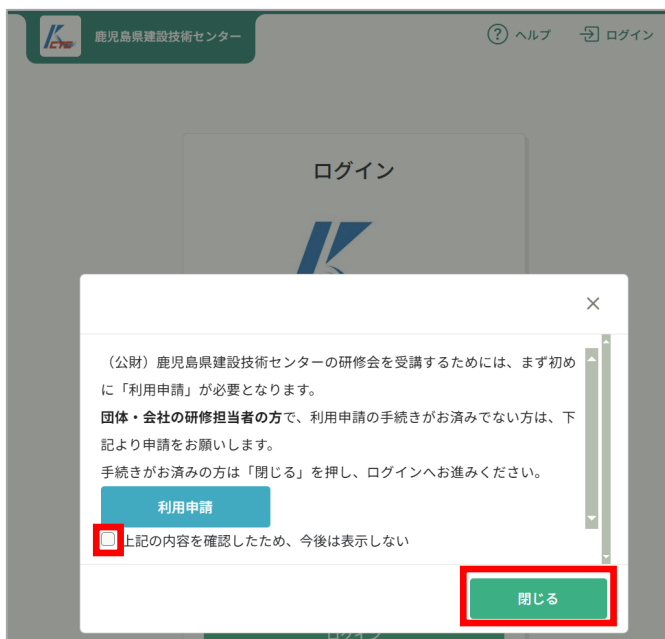 鹿児島県建設技術センター
ヘルプ
ログイン
ログイン
（公財）鹿児島県建設技術センターの研修会を受講するためには、まず初め
に「利用申請」が必要となります。
団体・会社の研修担当者の方で、利用申請の手続きがお済みでない方は、下
記より申請をお願いします。
手続きがお済みの方は「閉じる」を押し、ログインへお進みください。
利用申請
上記の内容を確認したため、今後は表示しない
閉じる
ログイン